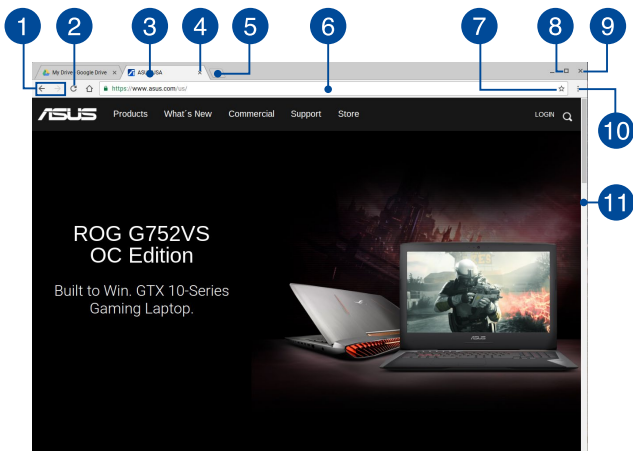 1 2 3 4 5 6 7 8 9
My Drive - Google Drive × ASUS USA ×
https://www.asus.com/us/
10
ASUS Products What´s New Commercial Support Store LOGIN
11
ROG G752VS
OC Edition
Built to Win. GTX 10-Series
Gaming Laptop.
ASUS